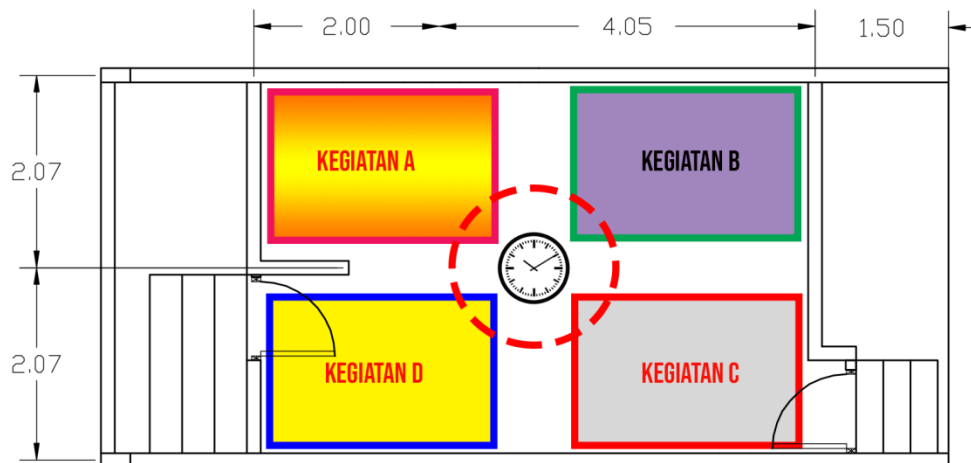 2.00
4.05
1.50
2.07
KEGIATAN A
KEGIATAN B
2.07
KEGIATAN D
KEGIATAN C